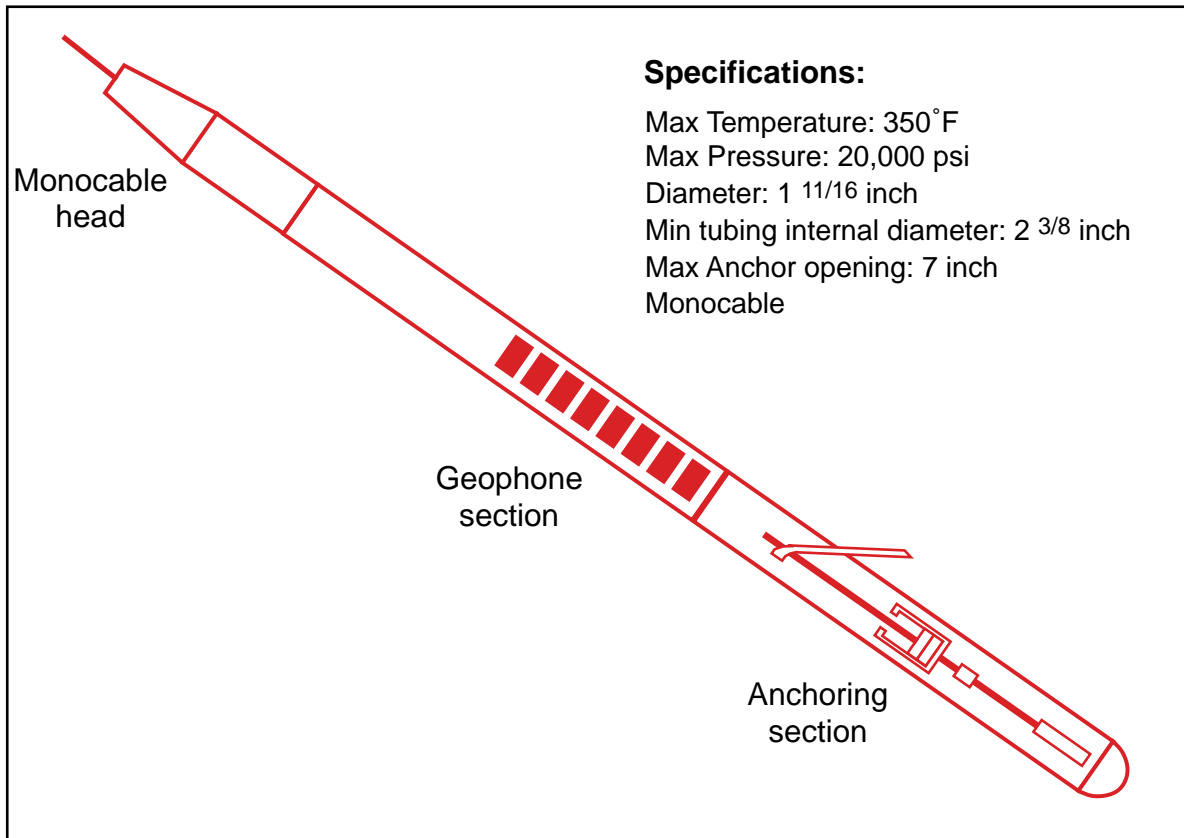 Specifications:
Max Temperature: 350˚F
Max Pressure: 20,000 psi
Diameter: 1 11/16 inch
Min tubing internal diameter: 2 3/8 inch
Max Anchor opening: 7 inch
Monocable
Monocable
head
Geophone
section
Anchoring
section